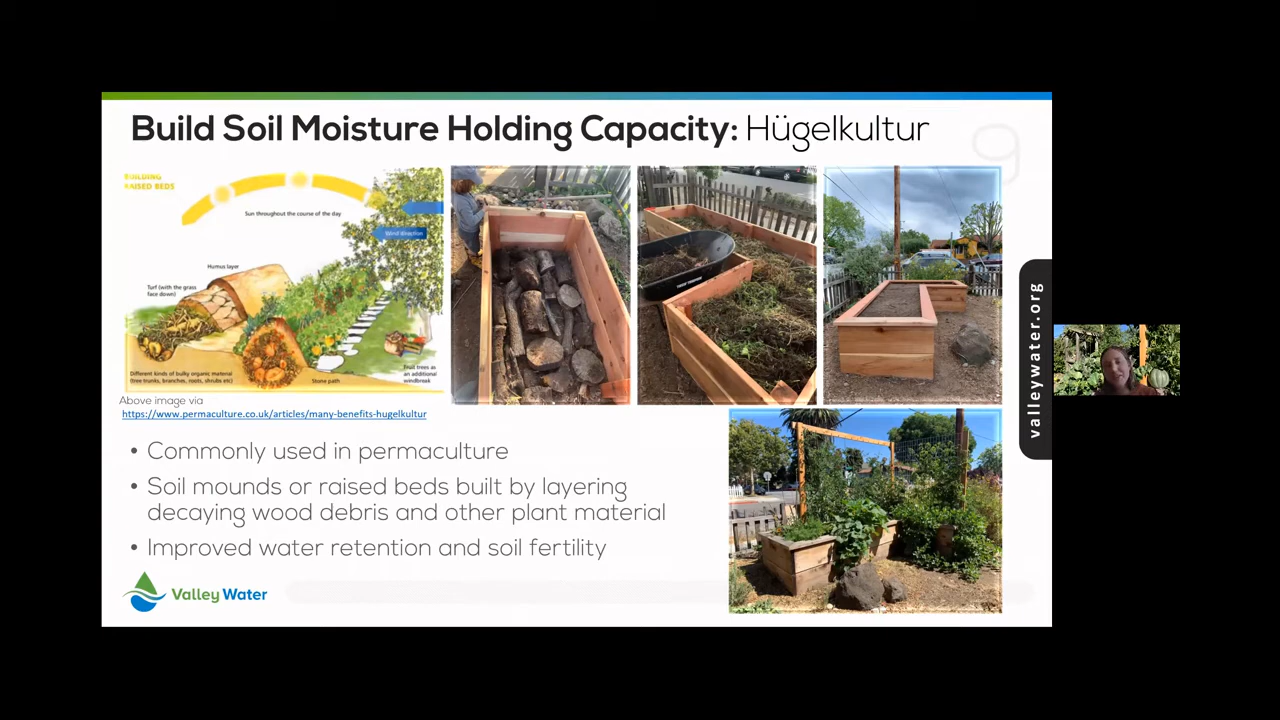 Build Soil Moisture Holding Capacity: Hügelkultur
BUILDING
RAISED BEDS
Sun throughout the course of the day
Wind direction
Humus layer
Turf (with the grass
face down)
Different kinds of bulky organic material
(tree trunks, branches, roots, shrubs etc)
Stone path
Fruit trees as
an additional
windbreak
Above image via
https://www.permaculture.co.uk/articles/many-benefits-hugelkultur
• Commonly used in permaculture
• Soil mounds or raised beds built by layering
decaying wood debris and other plant material
• Improved water retention and soil fertility
Valley Water
valleywater.org
9